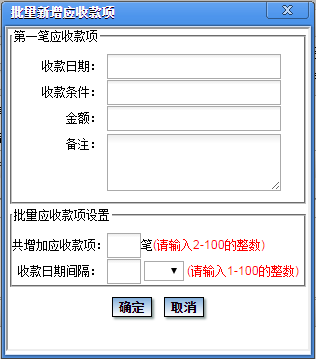 批量新增应收款项
第一笔应收款项
收款日期：
收款条件：
金额：
备注：
批量应收款项设置
共增加应收款项： 笔(请输入2-100的整数)
收款日期间隔： (请输入1-100的整数)
确定 取消